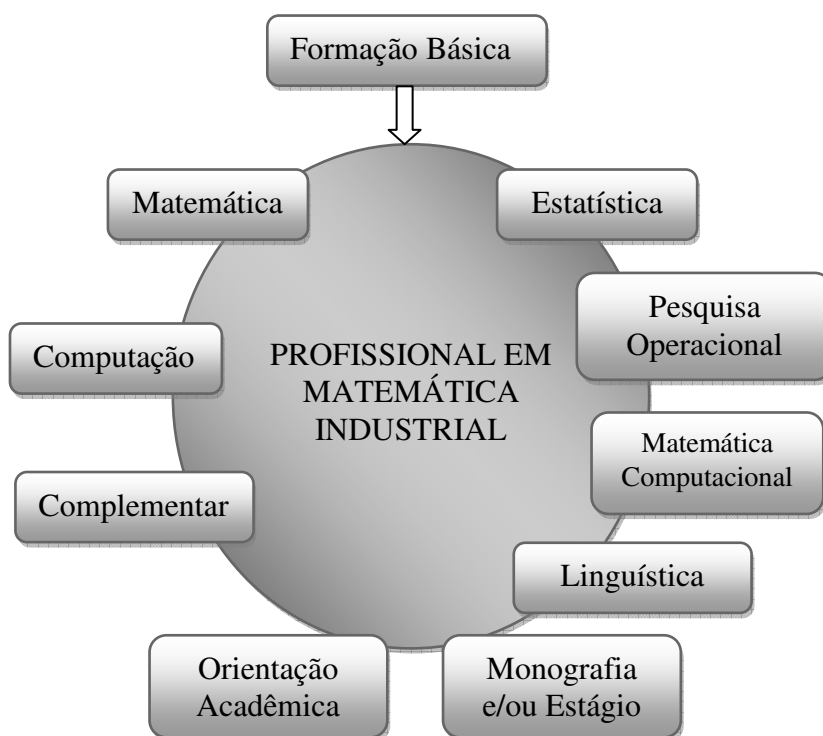 Formação Básica
Matemática
Estatística
Pesquisa
Operacional
Computação
PROFISSIONAL EM
MATEMÁTICA
INDUSTRIAL
Matemática
Computacional
Complementar
Linguística
Orientação
Acadêmica
Monografia
e/ou Estágio